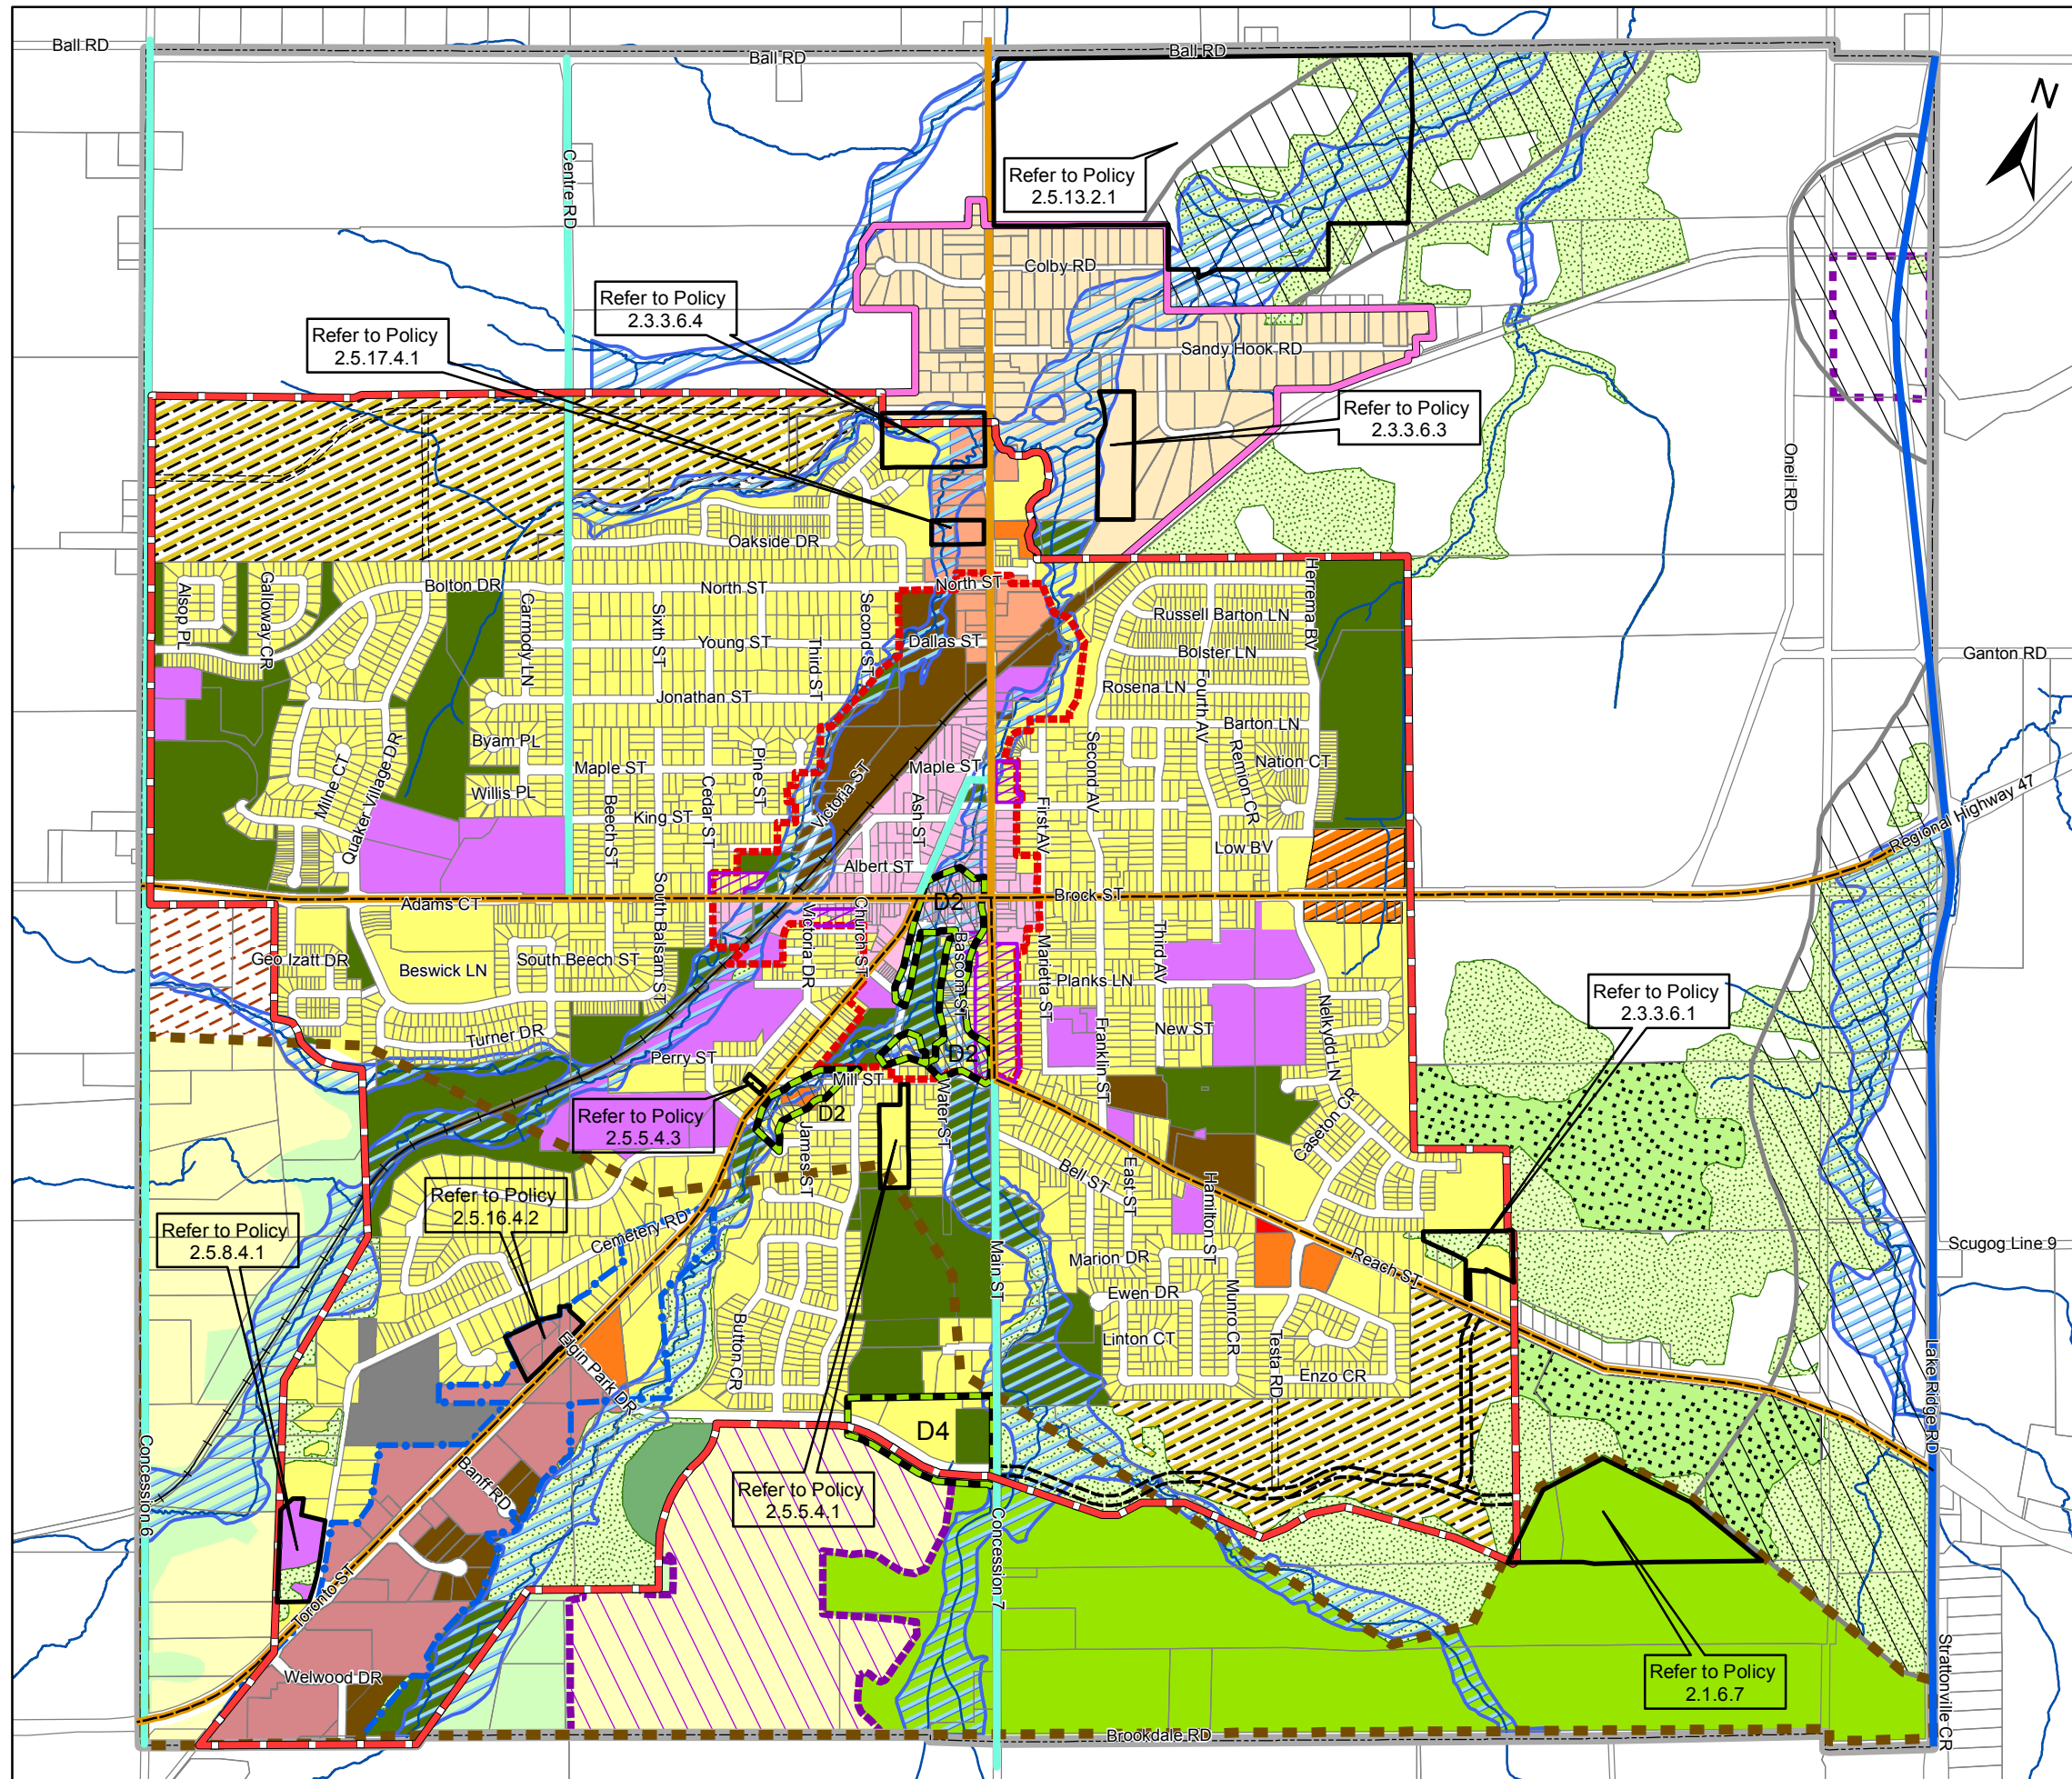 Ball RD
Ball RD
Ball RD
N
Refer to Policy
2.5.13.2.1
Centre RD
Colby RD
Refer to Policy
2.3.3.6.4
Refer to Policy
2.5.17.4.1
Sandy Hook RD
Refer to Policy
2.3.3.6.3
Oneil RD
Oakside DR
North ST
North ST
Bolton DR
Alsop PL
Galloway CR
Carmody LN
Sixth ST
Young ST
Third ST
Second ST
Dallas ST
Herrema BV
Russell Barton LN
Bolster LN
Ganton RD
Jonathan ST
Rosena LN
Fourth AV
Barton LN
Byam PL
Maple ST
Pine ST
Maple ST
Second AV
Remion CR
Nation CT
Milne CT
Quaker Village DR
Willis PL
Beech ST
King ST
Cedar ST
Victoria ST
Ash ST
First AV
Low BV
Regional Highway 47
Albert ST
Adams CT
South Balsam ST
D2
Brock ST
Victoria DR
Church ST
Geo Izatt DR
Beswick LN
South Beech ST
Bascom ST
Marietta ST
Planks LN
Third AV
Refer to Policy
2.3.3.6.1
Nelkydd LN
Turner DR
Perry ST
D2
Franklin ST
New ST
Mill ST
Water ST
Refer to Policy
2.5.5.4.3
D2
James ST
Caseton CR
Bell ST
East ST
Hamilton ST
Refer to Policy
2.5.16.4.2
Refer to Policy
2.5.8.4.1
Cemetery RD
Main ST
Marion DR
Reach ST
Scugog Line 9
Ewen DR
Munro CR
Button CR
Linton CT
Testa RD
Enzo CR
Elgin Park DR
Lake Ridge RD
Concession 6
D4
Banff RD
Refer to Policy
2.5.5.4.1
Concession 7
Toronto ST
Welwood DR
Refer to Policy
2.1.6.7
Strattonville CR
Brookdale RD